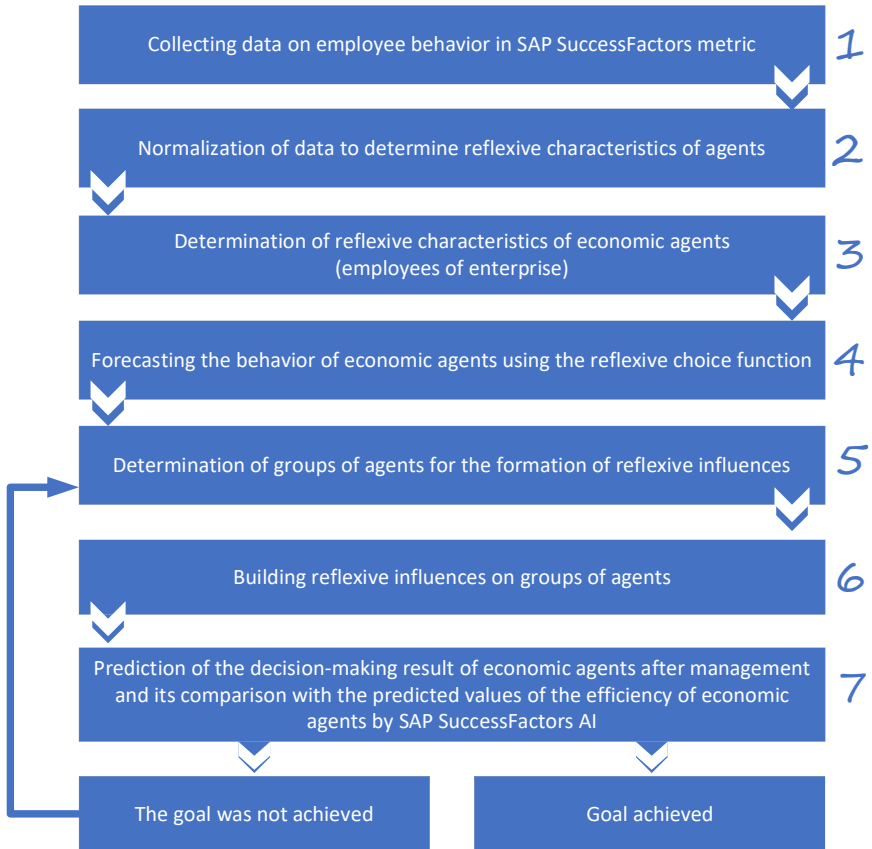 Collecting data on employee behavior in SAP SuccessFactors metric
1
Normalization of data to determine reflexive characteristics of agents
2
Determination of reflexive characteristics of economic agents
(employees of enterprise)
3
Forecasting the behavior of economic agents using the reflexive choice function
4
Determination of groups of agents for the formation of reflexive influences
5
Building reflexive influences on groups of agents
6
Prediction of the decision-making result of economic agents after management
and its comparison with the predicted values of the efficiency of economic
agents by SAP SuccessFactors AI
7
The goal was not achieved
Goal achieved